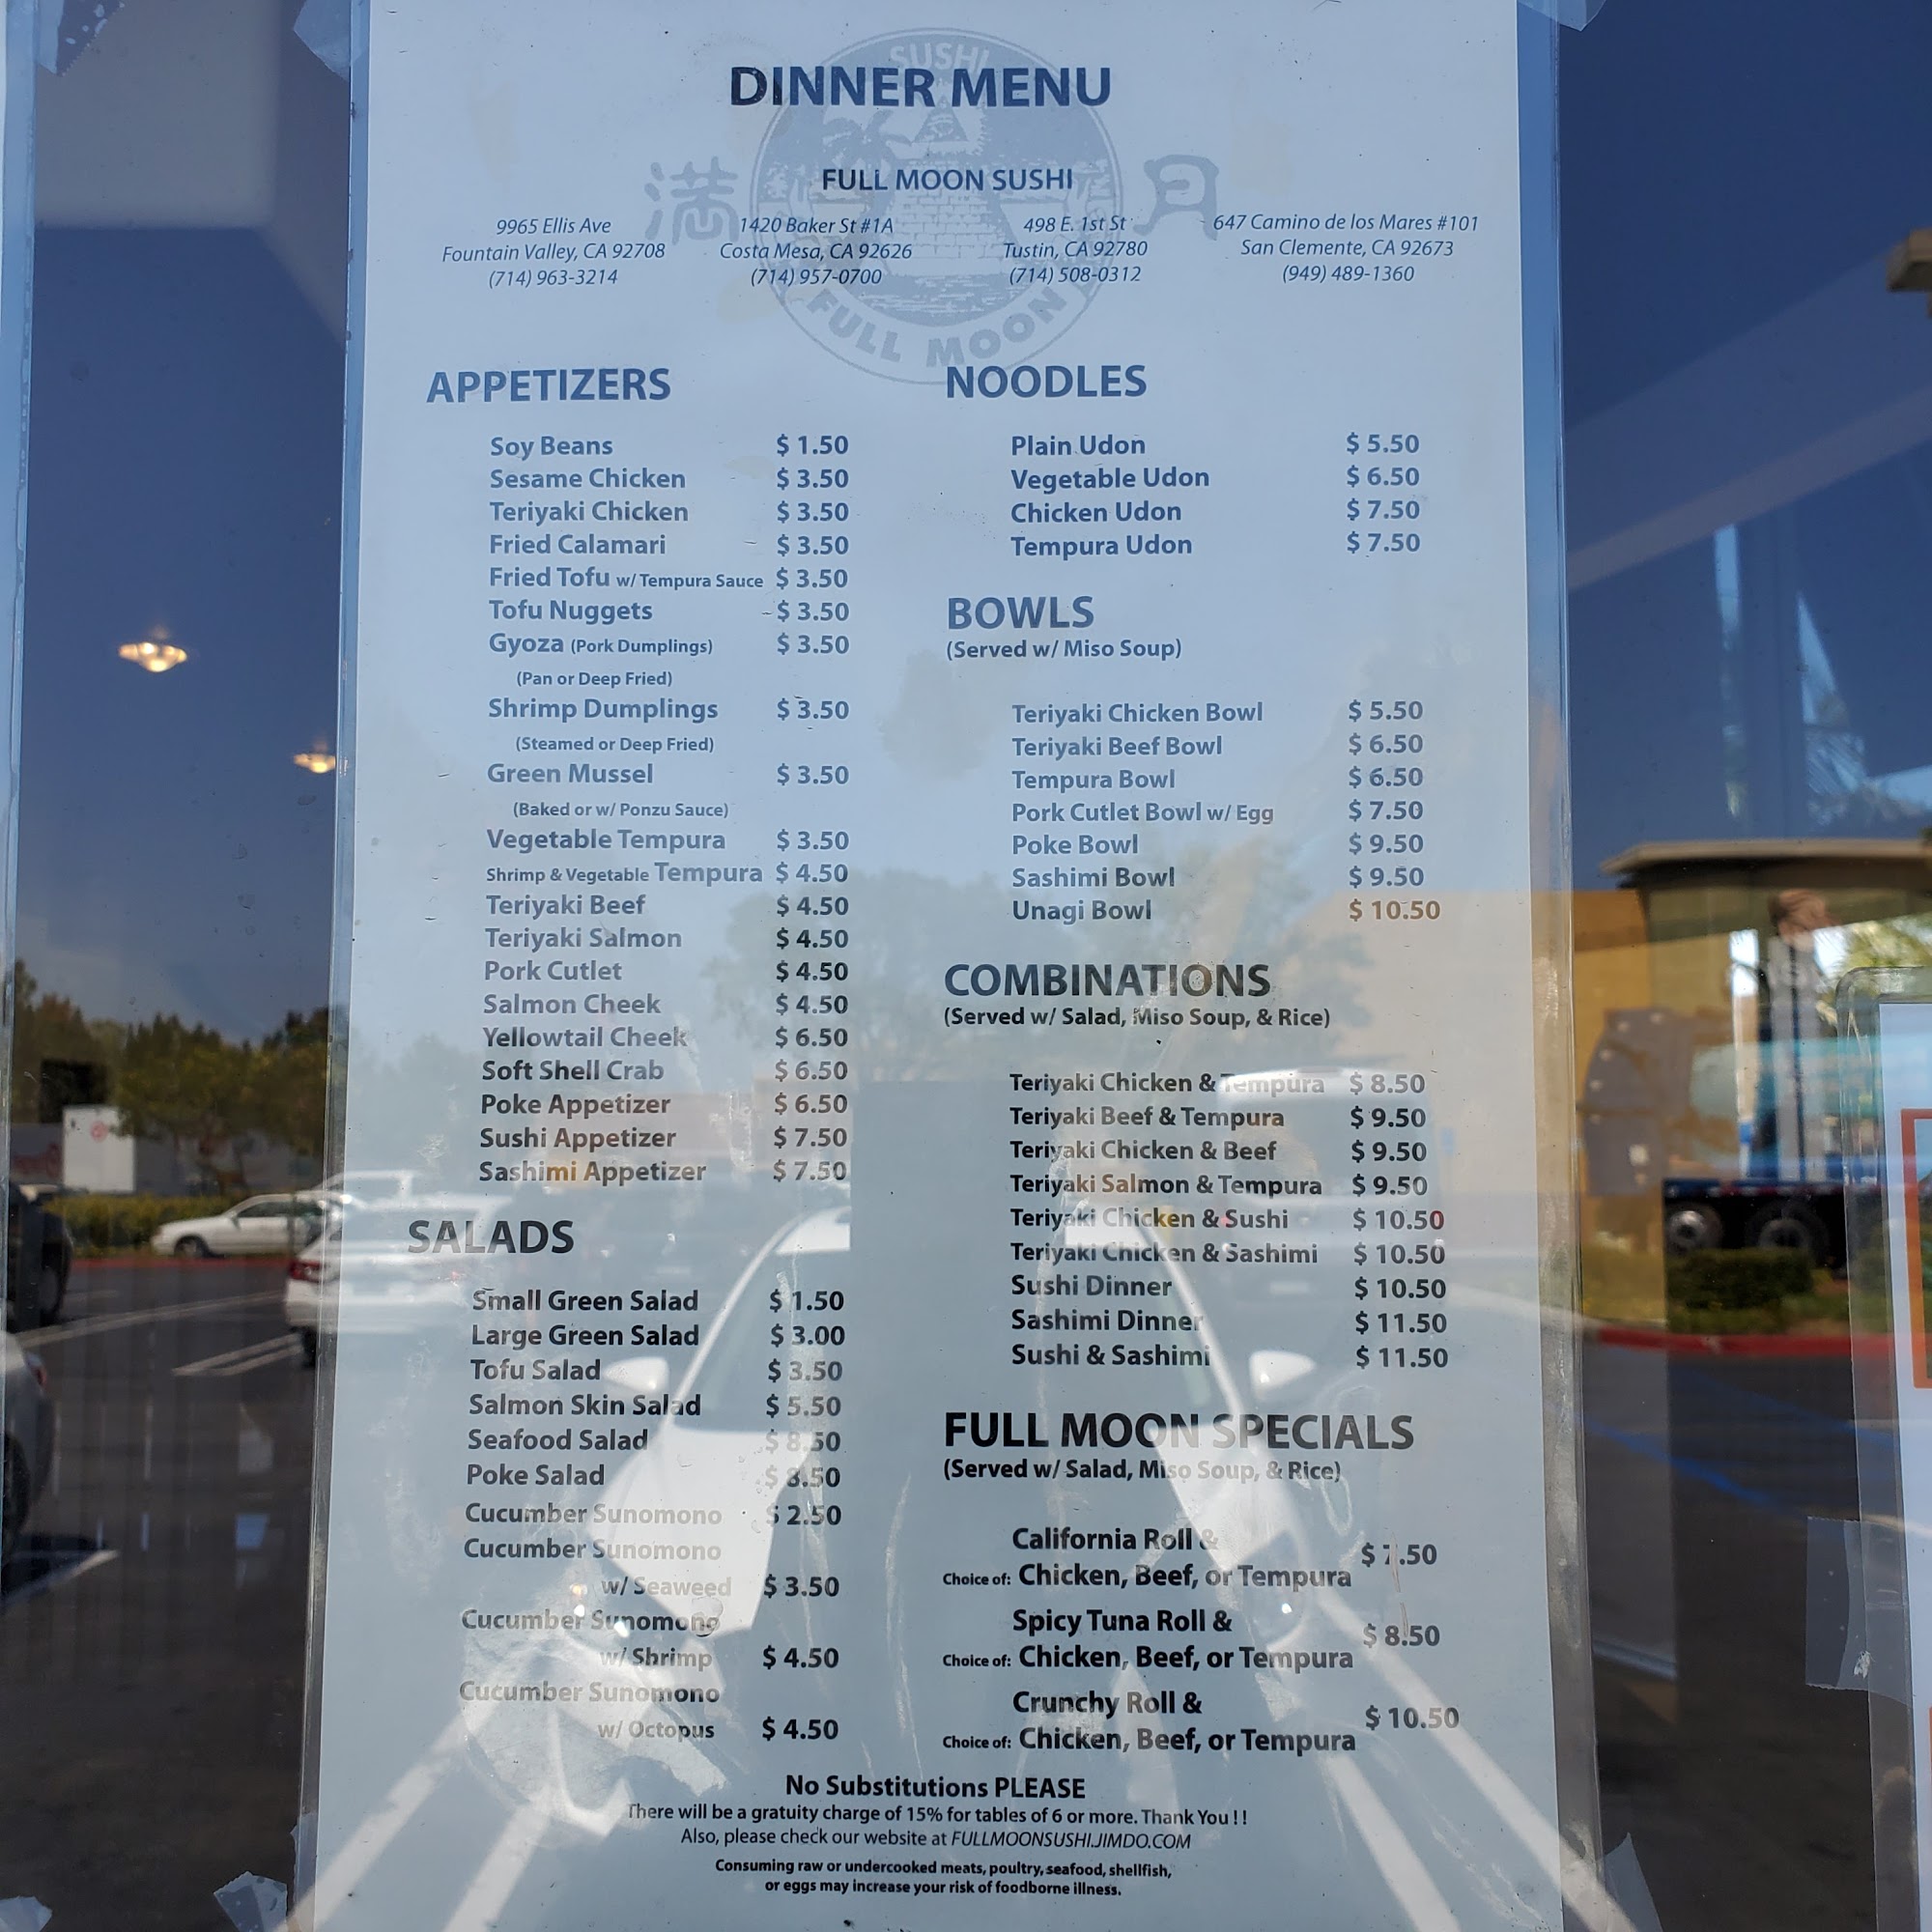 SUSHI
DINNER MENU
満 月
FULL MOON SUSHI
9965 Ellis Ave
Fountain Valley, CA 92708
(714) 963-3214
1420 Baker St #1A
Costa Mesa, CA 92626
(714) 957-0700
498 E. 1st St
Tustin, CA 92780
(714) 508-0312
647 Camino de los Mares #101
San Clemente, CA 92673
(949) 489-1360
FULL MOON
APPETIZERS
Soy Beans $ 1.50
Sesame Chicken $ 3.50
Teriyaki Chicken $ 3.50
Fried Calamari $ 3.50
Fried Tofu w/ Tempura Sauce $ 3.50
Tofu Nuggets $ 3.50
Gyoza (Pork Dumplings) $ 3.50
(Pan or Deep Fried)
Shrimp Dumplings $ 3.50
(Steamed or Deep Fried)
Green Mussel $ 3.50
(Baked or w/ Ponzu Sauce)
Vegetable Tempura $ 3.50
Shrimp & Vegetable Tempura $ 4.50
Teriyaki Beef $ 4.50
Teriyaki Salmon $ 4.50
Pork Cutlet $ 4.50
Salmon Cheek $ 4.50
Yellowtail Cheek $ 6.50
Soft Shell Crab $ 6.50
Poke Appetizer $ 6.50
Sushi Appetizer $ 7.50
Sashimi Appetizer $ 7.50
SALADS
Small Green Salad $ 1.50
Large Green Salad $ 3.00
Tofu Salad $ 3.50
Salmon Skin Salad $ 5.50
Seafood Salad $ 8.50
Poke Salad $ 8.50
Cucumber Sunomono $ 2.50
Cucumber Sunomono
w/ Seaweed $ 3.50
Cucumber Sunomono
w/ Shrimp $ 4.50
Cucumber Sunomono
w/ Octopus $ 4.50
NOODLES
Plain Udon $ 5.50
Vegetable Udon $ 6.50
Chicken Udon $ 7.50
Tempura Udon $ 7.50
BOWLS
(Served w/ Miso Soup)
Teriyaki Chicken Bowl $ 5.50
Teriyaki Beef Bowl $ 6.50
Tempura Bowl $ 6.50
Pork Cutlet Bowl w/ Egg $ 7.50
Poke Bowl $ 9.50
Sashimi Bowl $ 9.50
Unagi Bowl $ 10.50
COMBINATIONS
(Served w/ Salad, Miso Soup, & Rice)
Teriyaki Chicken & Tempura $ 8.50
Teriyaki Beef & Tempura $ 9.50
Teriyaki Chicken & Beef $ 9.50
Teriyaki Salmon & Tempura $ 9.50
Teriyaki Chicken & Sushi $ 10.50
Teriyaki Chicken & Sashimi $ 10.50
Sushi Dinner $ 10.50
Sashimi Dinner $ 11.50
Sushi & Sashimi $ 11.50
FULL MOON SPECIALS
(Served w/ Salad, Miso Soup, & Rice)
California Roll &
Choice of: Chicken, Beef, or Tempura $ 7.50
Spicy Tuna Roll &
Choice of: Chicken, Beef, or Tempura $ 8.50
Crunchy Roll &
Choice of: Chicken, Beef, or Tempura $ 10.50
No Substitutions PLEASE
There will be a gratuity charge of 15% for tables of 6 or more. Thank You ! !
Also, please check our website at FULLMOONSUSHI.JIMDO.COM
Consuming raw or undercooked meats, poultry, seafood, shellfish,
or eggs may increase your risk of foodborne illness.